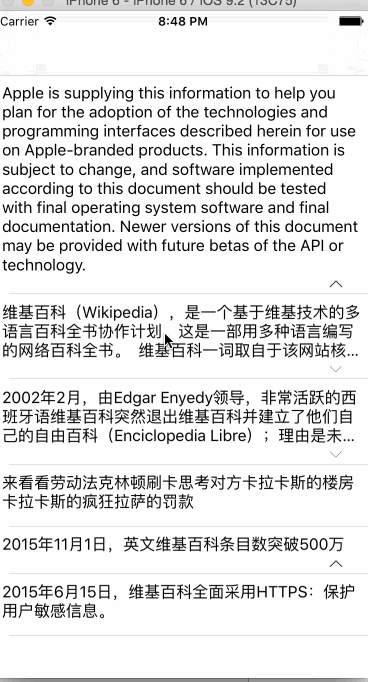 iPhone 6 - iPhone 6 / iOS 9.2 (13C75)
Carrier 8:48 PM
Apple is supplying this information to help you
plan for the adoption of the technologies and
programming interfaces described herein for use
on Apple-branded products. This information is
subject to change, and software implemented
according to this document should be tested
with final operating system software and final
documentation. Newer versions of this document
may be provided with future betas of the API or
technology.
维基百科（Wikipedia），是一个基于维基技术的多
语言百科全书协作计划，这是一部用多种语言编写
的网络百科全书。 维基百科一词取自于该网站核...
2002年2月，由Edgar Enyedy领导，非常活跃的西
班牙语维基百科突然退出维基百科并建立了他们自
己的自由百科（Enciclopedia Libre）；理由是未...
来看看劳动法克林顿刷卡思考对方卡拉卡斯的楼房
卡拉卡斯的疯狂拉萨的罚款
2015年11月1日，英文维基百科条目数突破500万
2015年6月15日，维基百科全面采用HTTPS：保护
用户敏感信息。